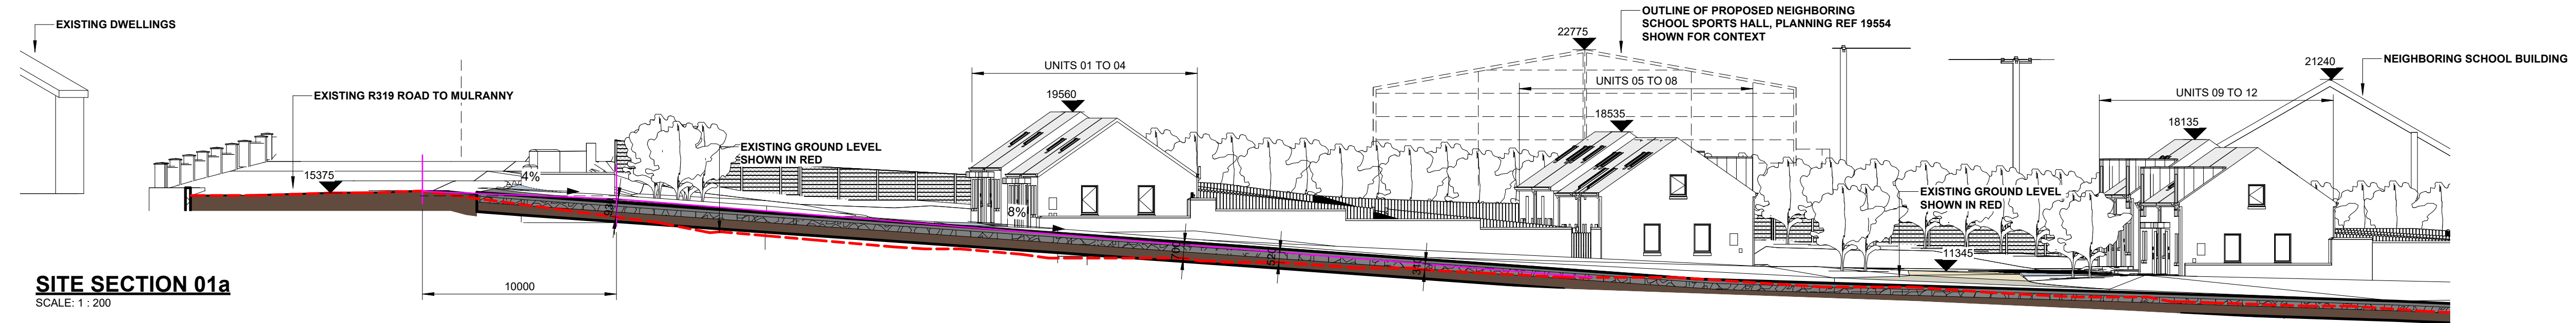 EXISTING DWELLINGS
OUTLINE OF PROPOSED NEIGHBORING
SCHOOL SPORTS HALL, PLANNING REF 19554
SHOWN FOR CONTEXT
22775
NEIGHBORING SCHOOL BUILDING
21240
UNITS 01 TO 04
UNITS 05 TO 08
UNITS 09 TO 12
EXISTING R319 ROAD TO MULRANNY
19560
18535
18135
EXISTING GROUND LEVEL
SHOWN IN RED
15375
4%
8%
EXISTING GROUND LEVEL
SHOWN IN RED
11345
700
520
310
10000
SITE SECTION 01a
SCALE: 1 : 200